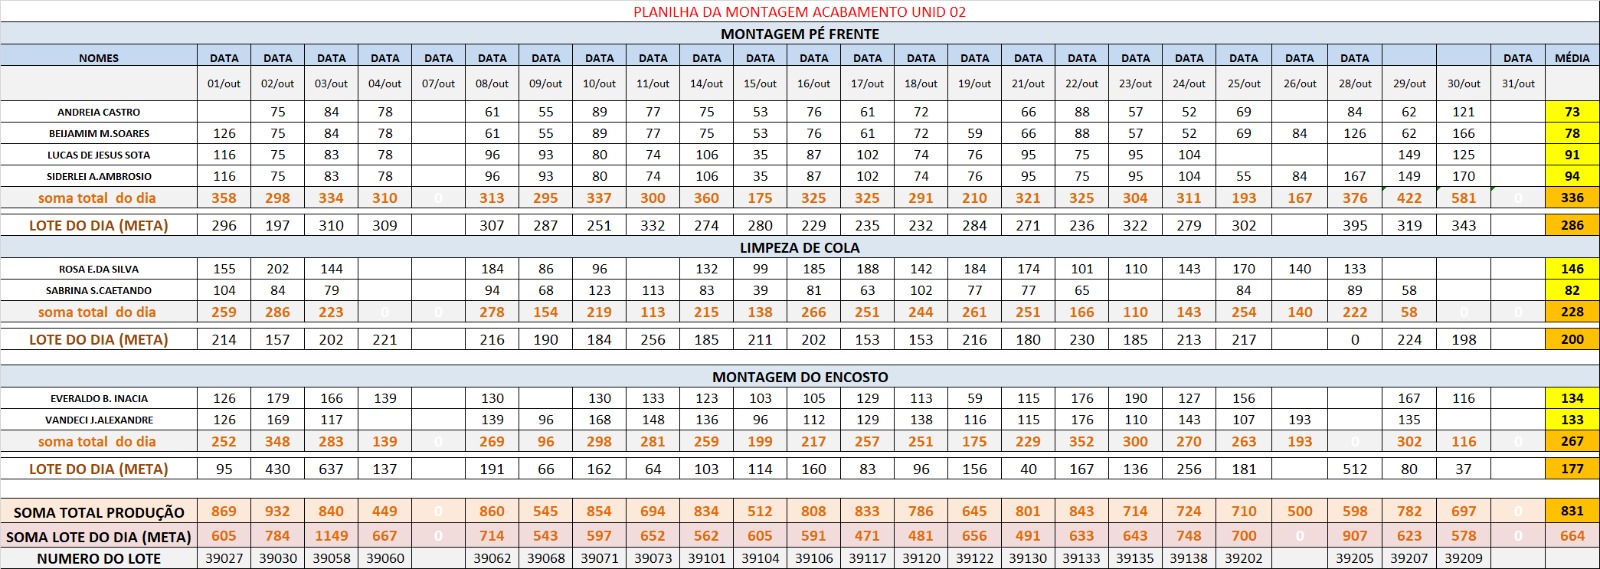 PLANILHA DA MONTAGEM ACABAMENTO UNID 02
MONTAGEM PÉ FRENTE
NOMES DATA DATA DATA DATA DATA DATA DATA DATA DATA DATA DATA DATA DATA DATA DATA DATA DATA DATA DATA DATA DATA DATA DATA MÉDIA
01/out 02/out 03/out 04/out 07/out 08/out 09/out 10/out 11/out 14/out 15/out 16/out 17/out 18/out 19/out 21/out 22/out 23/out 24/out 25/out 26/out 28/out 29/out 30/out 31/out
ANDREIA CASTRO 75 84 78 61 55 89 77 75 53 76 61 72 66 88 57 52 69 84 62 121 73
BEIJAMIM M.SOARES 126 75 84 78 61 55 89 77 75 53 76 61 72 59 66 88 57 52 69 84 126 62 166 78
LUCAS DE JESUS SOTA 116 75 83 78 96 93 80 74 106 35 87 102 74 76 95 75 95 104 149 125 91
SIDERLEI A.AMBROSIO 116 75 83 78 96 93 80 74 106 35 87 102 74 76 95 75 95 104 55 84 167 149 170 94
soma total do dia 358 298 334 310 0 313 295 337 300 360 175 325 325 291 210 321 325 304 311 193 167 376 422 581 0 336
LOTE DO DIA (META) 296 197 310 309 307 287 251 332 274 280 229 235 232 284 271 236 322 279 302 395 319 343 286
LIMPEZA DE COLA
ROSA E.DA SILVA 155 202 144 184 86 96 132 99 185 188 142 184 174 101 110 143 170 140 133 146
SABRINA S.CAETANDO 104 84 79 94 68 123 113 83 39 81 63 102 77 77 65 84 89 58 82
soma total do dia 259 286 223 0 0 278 154 219 113 215 138 266 251 244 261 251 166 110 143 254 140 222 58 0 0 228
LOTE DO DIA (META) 214 157 202 221 216 190 184 256 185 211 202 153 153 216 180 230 185 213 217 0 224 198 200
MONTAGEM DO ENCOSTO
EVERALDO B. INACIA 126 179 166 139 130 130 133 123 103 105 129 113 59 115 176 190 127 156 167 116 134
VANDECI J.ALEXANDRE 126 169 117 139 96 168 148 136 96 112 129 138 116 115 176 110 143 107 193 135 133
soma total do dia 252 348 283 139 0 269 96 298 281 259 199 217 257 251 175 229 352 300 270 263 193 0 302 116 0 267
LOTE DO DIA (META) 95 430 637 137 191 66 162 64 103 114 160 83 96 156 40 167 136 256 181 512 80 37 177
SOMA TOTAL PRODUÇÃO 869 932 840 449 0 860 545 854 694 834 512 808 833 786 645 801 843 714 724 710 500 598 782 697 0 831
SOMA LOTE DO DIA (META) 605 784 1149 667 0 714 543 597 652 562 605 591 471 481 656 491 633 643 748 700 0 907 623 578 0 664
NUMERO DO LOTE 39027 39030 39058 39060 39062 39068 39071 39073 39101 39104 39106 39117 39120 39122 39130 39133 39135 39138 39202 39205 39207 39209